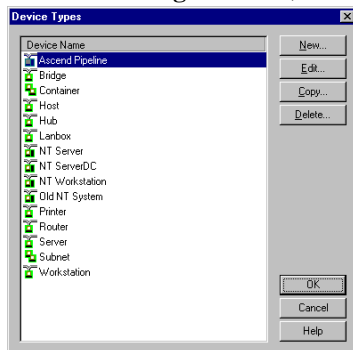 Device Types
Device Name
Ascend Pipeline
Bridge
Container
Host
Hub
Lanbox
NT Server
NT ServerDC
NT Workstation
Old NT System
Printer
Router
Server
Subnet
Workstation
New...
Edit...
Copy...
Delete...
OK
Cancel
Help